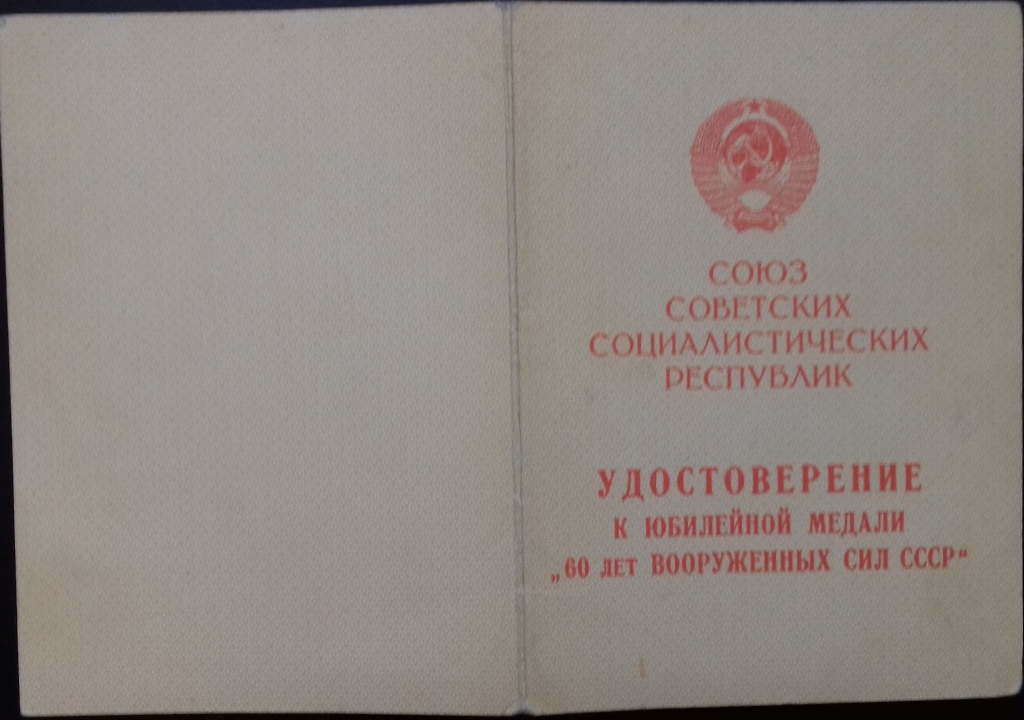 СОЮЗ
СОВЕТСКИХ
СОЦИАЛИСТИЧЕСКИХ
РЕСПУБЛИК
УДОСТОВЕРЕНИЕ
К ЮБИЛЕЙНОЙ МЕДАЛИ
„60 ЛЕТ ВООРУЖЕННЫХ СИЛ СССР“